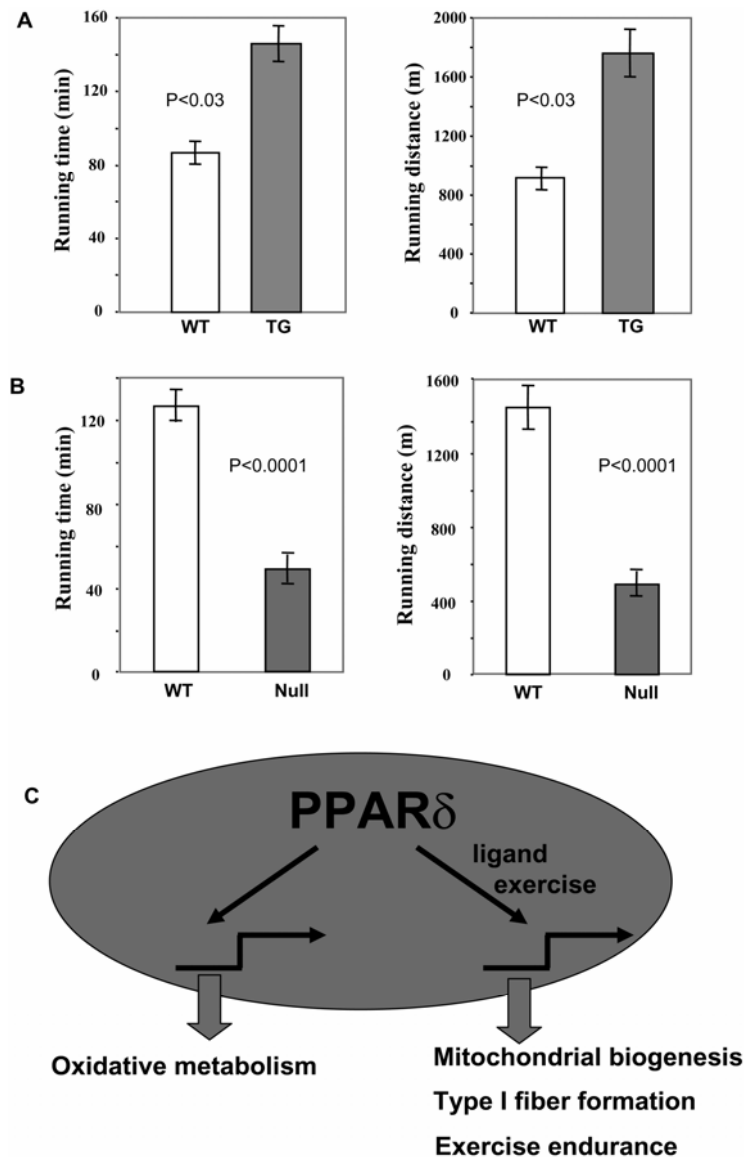 A
Running time (min)
160
120
80
40
0
P<0.03
WT TG
Running distance (m)
2000
1600
1200
800
400
0
P<0.03
WT TG
B
Running time (min)
120
80
40
0
P<0.0001
WT Null
Running distance (m)
1600
1200
800
400
0
P<0.0001
WT Null
C
PPARδ
ligand
exercise
Oxidative metabolism
Mitochondrial biogenesis
Type I fiber formation
Exercise endurance